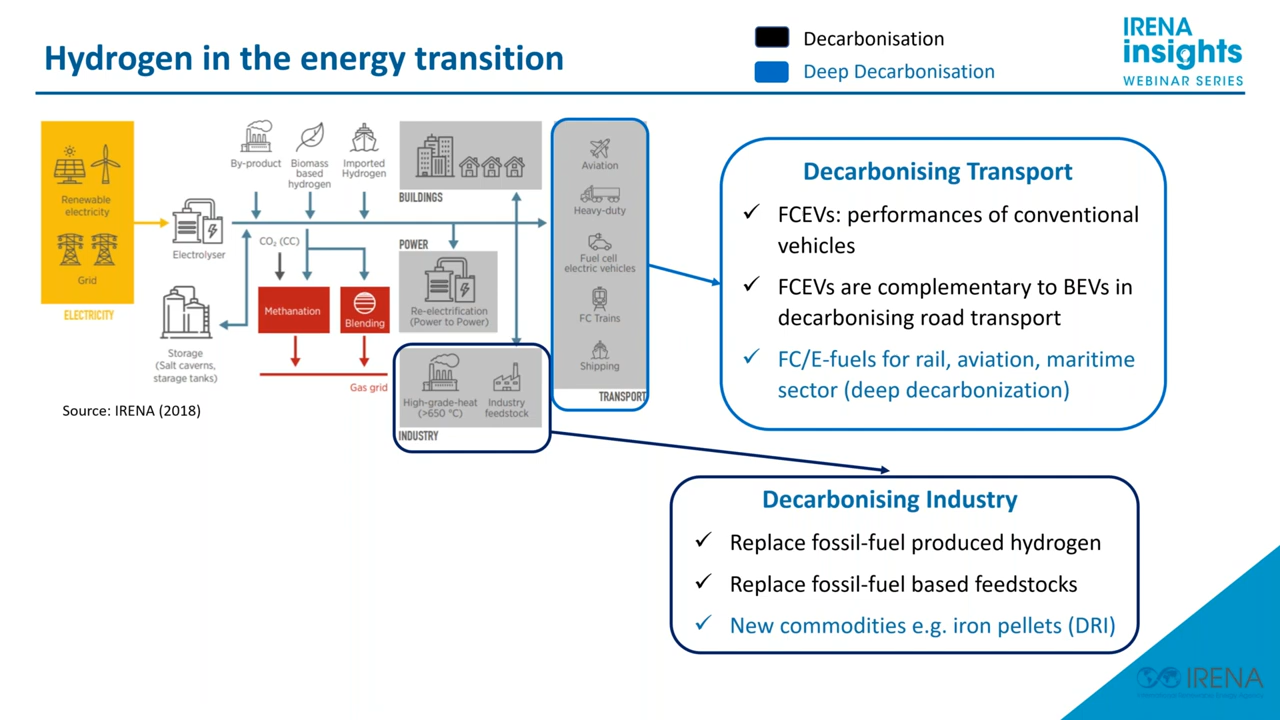 Hydrogen in the energy transition
Decarbonisation
Deep Decarbonisation
IRENA
insights
WEBINAR SERIES
Renewable
electricity
Grid
ELECTRICITY
Electrolyser
Storage
(Salt caverns,
starage tanks)
By-product
Biomass
based
hydrogen
Imported
Hydrogen
CO₂ (CC)
Methanation
Blending
Gas grid
BUILDINGS
POWER
Re-electrification
(Power to Power)
High-grade-heat
(>650 °C)
Industry
feedstock
INDUSTRY
Aviation
Heavy-duty
Fuel cell
electric vehicles
FC Trains
Shipping
TRANSPORT
Source: IRENA (2018)
Decarbonising Transport
✓ FCEVs: performances of conventional
vehicles
✓ FCEVs are complementary to BEVs in
decarbonising road transport
✓ FC/E-fuels for rail, aviation, maritime
sector (deep decarbonization)
Decarbonising Industry
✓ Replace fossil-fuel produced hydrogen
✓ Replace fossil-fuel based feedstocks
✓ New commodities e.g. iron pellets (DRI)
IRENA